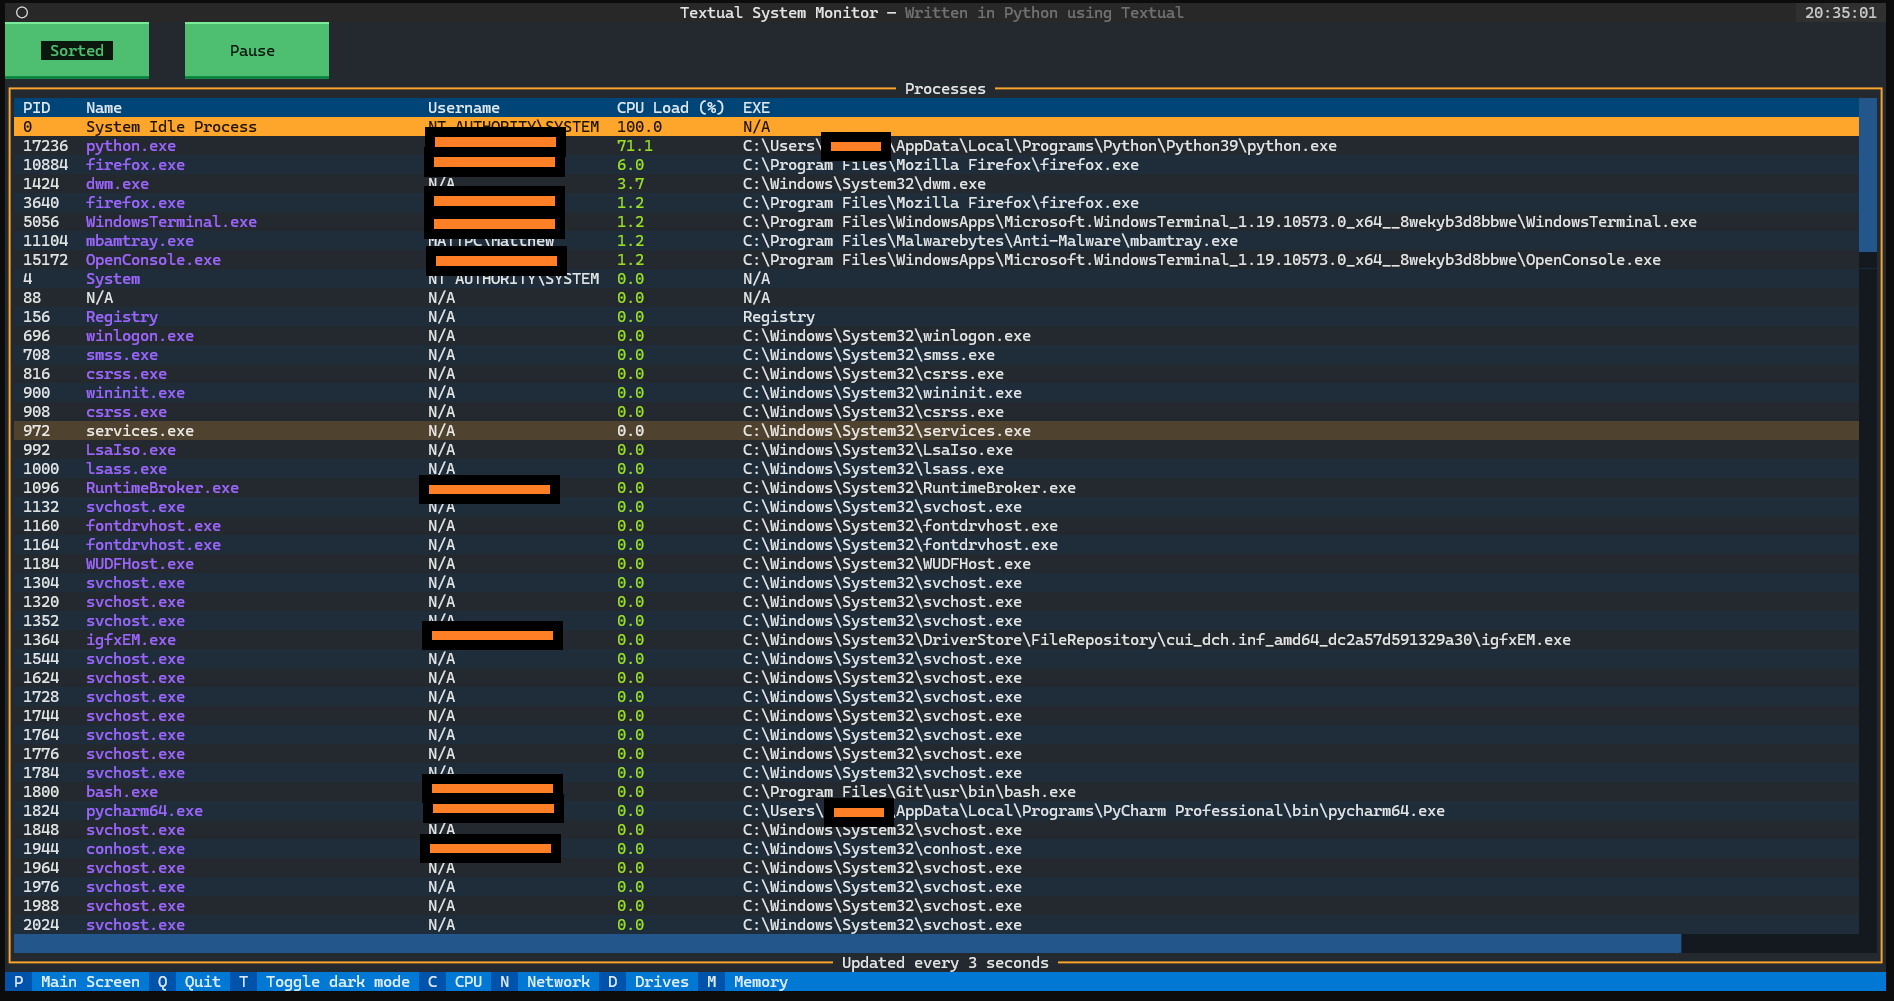 Textual System Monitor — Written in Python using Textual 20:35:01
Sorted Pause
Processes
PID Name Username CPU Load (%) EXE
0 System Idle Process NT AUTHORITY\SYSTEM 100.0 N/A
17236 python.exe 71.1 C:\Users\ \AppData\Local\Programs\Python\Python39\python.exe
10884 firefox.exe 6.0 C:\Program Files\Mozilla Firefox\firefox.exe
1424 dwm.exe N/A 3.7 C:\Windows\System32\dwm.exe
3640 firefox.exe 1.2 C:\Program Files\Mozilla Firefox\firefox.exe
5056 WindowsTerminal.exe 1.2 C:\Program Files\WindowsApps\Microsoft.WindowsTerminal_1.19.10573.0_x64__8wekyb3d8bbwe\WindowsTerminal.exe
11104 mbamtray.exe MATTPC\Matthew 1.2 C:\Program Files\Malwarebytes\Anti-Malware\mbamtray.exe
15172 OpenConsole.exe 1.2 C:\Program Files\WindowsApps\Microsoft.WindowsTerminal_1.19.10573.0_x64__8wekyb3d8bbwe\OpenConsole.exe
4 System NT AUTHORITY\SYSTEM 0.0 N/A
88 N/A N/A 0.0 N/A
156 Registry N/A 0.0 Registry
696 winlogon.exe N/A 0.0 C:\Windows\System32\winlogon.exe
708 smss.exe N/A 0.0 C:\Windows\System32\smss.exe
816 csrss.exe N/A 0.0 C:\Windows\System32\csrss.exe
900 wininit.exe N/A 0.0 C:\Windows\System32\wininit.exe
908 csrss.exe N/A 0.0 C:\Windows\System32\csrss.exe
972 services.exe N/A 0.0 C:\Windows\System32\services.exe
992 LsaIso.exe N/A 0.0 C:\Windows\System32\LsaIso.exe
1000 lsass.exe N/A 0.0 C:\Windows\System32\lsass.exe
1096 RuntimeBroker.exe 0.0 C:\Windows\System32\RuntimeBroker.exe
1132 svchost.exe N/A 0.0 C:\Windows\System32\svchost.exe
1160 fontdrvhost.exe N/A 0.0 C:\Windows\System32\fontdrvhost.exe
1164 fontdrvhost.exe N/A 0.0 C:\Windows\System32\fontdrvhost.exe
1184 WUDFHost.exe N/A 0.0 C:\Windows\System32\WUDFHost.exe
1304 svchost.exe N/A 0.0 C:\Windows\System32\svchost.exe
1320 svchost.exe N/A 0.0 C:\Windows\System32\svchost.exe
1352 svchost.exe N/A 0.0 C:\Windows\System32\svchost.exe
1364 igfxEM.exe 0.0 C:\Windows\System32\DriverStore\FileRepository\cui_dch.inf_amd64_dc2a57d591329a30\igfxEM.exe
1544 svchost.exe N/A 0.0 C:\Windows\System32\svchost.exe
1624 svchost.exe N/A 0.0 C:\Windows\System32\svchost.exe
1728 svchost.exe N/A 0.0 C:\Windows\System32\svchost.exe
1744 svchost.exe N/A 0.0 C:\Windows\System32\svchost.exe
1764 svchost.exe N/A 0.0 C:\Windows\System32\svchost.exe
1776 svchost.exe N/A 0.0 C:\Windows\System32\svchost.exe
1784 svchost.exe N/A 0.0 C:\Windows\System32\svchost.exe
1800 bash.exe 0.0 C:\Program Files\Git\usr\bin\bash.exe
1824 pycharm64.exe 0.0 C:\Users\ \AppData\Local\Programs\PyCharm Professional\bin\pycharm64.exe
1848 svchost.exe N/A 0.0 C:\Windows\System32\svchost.exe
1944 conhost.exe 0.0 C:\Windows\System32\conhost.exe
1964 svchost.exe N/A 0.0 C:\Windows\System32\svchost.exe
1976 svchost.exe N/A 0.0 C:\Windows\System32\svchost.exe
1988 svchost.exe N/A 0.0 C:\Windows\System32\svchost.exe
2024 svchost.exe N/A 0.0 C:\Windows\System32\svchost.exe
Updated every 3 seconds
P Main Screen Q Quit T Toggle dark mode C CPU N Network D Drives M Memory